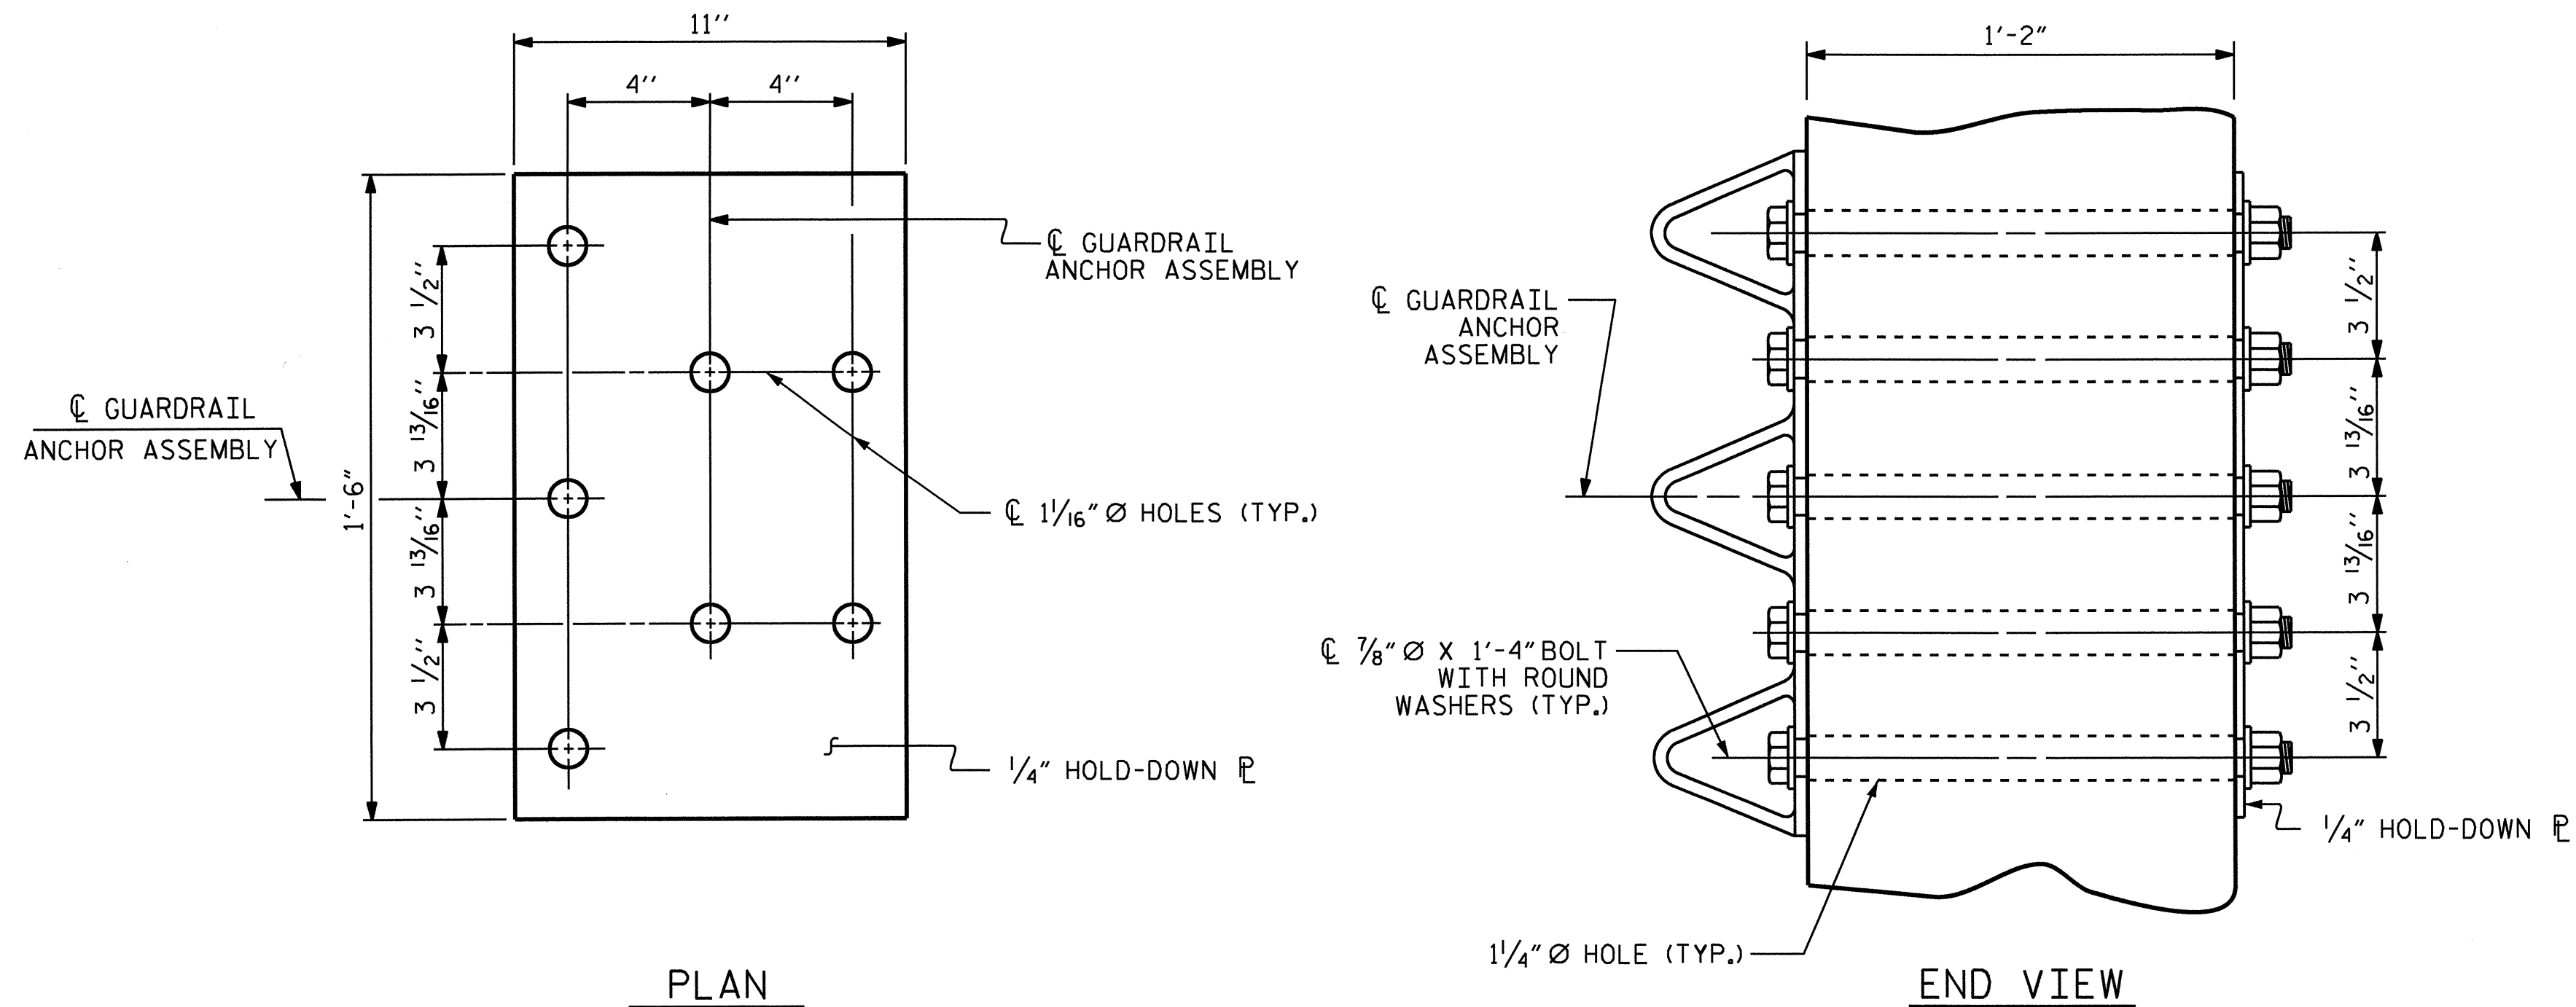 11''
4''
4''
℄ GUARDRAIL
ANCHOR ASSEMBLY
3 1/2''
3 13/16''
3 13/16''
3 1/2''
1'-6"
℄ GUARDRAIL
ANCHOR ASSEMBLY
℄ 1 1/16" Ø HOLES (TYP.)
1/4" HOLD-DOWN PL
PLAN
1'-2"
℄ GUARDRAIL
ANCHOR
ASSEMBLY
3 1/2''
3 13/16''
3 13/16''
3 1/2''
℄ 7/8" Ø X 1'-4" BOLT
WITH ROUND
WASHERS (TYP.)
1/4" HOLD-DOWN PL
1 1/4" Ø HOLE (TYP.)
END VIEW